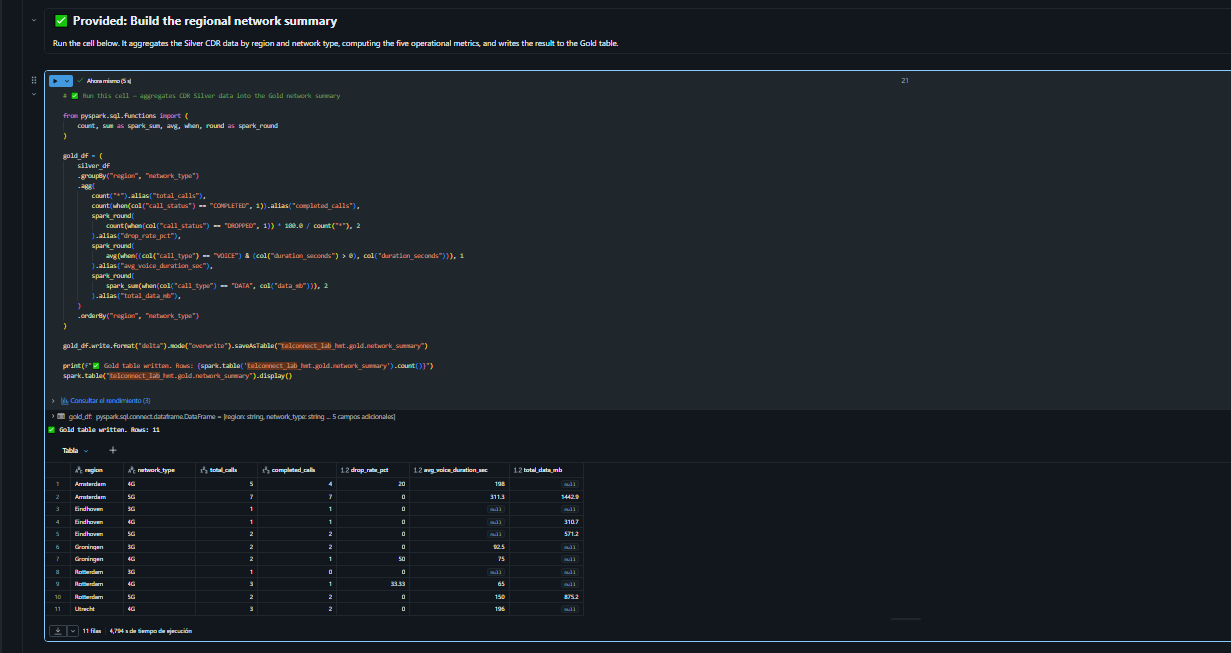 ✅ Provided: Build the regional network summary
Run the cell below. It aggregates the Silver CDR data by region and network type, computing the five operational metrics, and writes the result to the Gold table.
Ahora mismo (5 s)
21
# ✅ Run this cell — aggregates CDR Silver data into the Gold network summary
from pyspark.sql.functions import (
count, sum as spark_sum, avg, when, round as spark_round
)
gold_df = (
silver_df
.groupBy("region", "network_type")
.agg(
count("*").alias("total_calls"),
count(when(col("call_status") == "COMPLETED", 1)).alias("completed_calls"),
spark_round(
count(when(col("call_status") == "DROPPED", 1)) * 100.0 / count("*"), 2
).alias("drop_rate_pct"),
spark_round(
avg(when((col("call_type") == "VOICE") & (col("duration_seconds") > 0), col("duration_seconds"))), 1
).alias("avg_voice_duration_sec"),
spark_round(
spark_sum(when(col("call_type") == "DATA", col("data_mb"))), 2
).alias("total_data_mb"),
)
.orderBy("region", "network_type")
)
gold_df.write.format("delta").mode("overwrite").saveAsTable("telconnect_lab_hmt.gold.network_summary")
print(f"✅ Gold table written. Rows: {spark.table('telconnect_lab_hmt.gold.network_summary').count()}")
spark.table("telconnect_lab_hmt.gold.network_summary").display()
Consultar el rendimiento (3)
gold_df: pyspark.sql.connect.dataframe.DataFrame = [region: string, network_type: string ... 5 campos adicionales]
✅ Gold table written. Rows: 11
Tabla +
region network_type total_calls completed_calls 1.2 drop_rate_pct 1.2 avg_voice_duration_sec 1.2 total_data_mb
1 Amsterdam 4G 5 4 20 198 null
2 Amsterdam 5G 7 7 0 311.3 1442.9
3 Eindhoven 3G 1 1 0 null null
4 Eindhoven 4G 1 1 0 null 310.7
5 Eindhoven 5G 2 2 0 null 571.2
6 Groningen 3G 2 2 0 92.5 null
7 Groningen 4G 2 1 50 75 null
8 Rotterdam 3G 1 0 0 null null
9 Rotterdam 4G 3 1 33.33 65 null
10 Rotterdam 5G 2 2 0 150 875.2
11 Utrecht 4G 3 2 0 196 null
11 filas 4,794 s de tiempo de ejecución